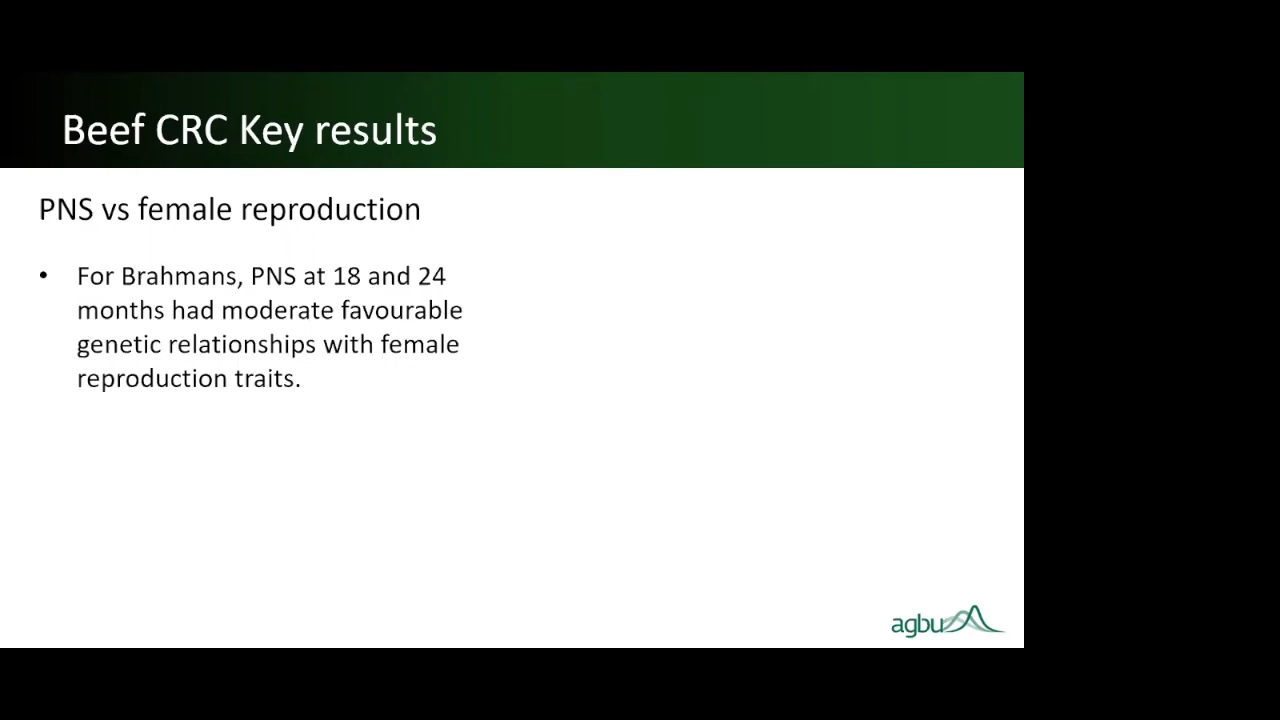 Beef CRC Key results
PNS vs female reproduction
• For Brahmans, PNS at 18 and 24
months had moderate favourable
genetic relationships with female
reproduction traits.
agbu